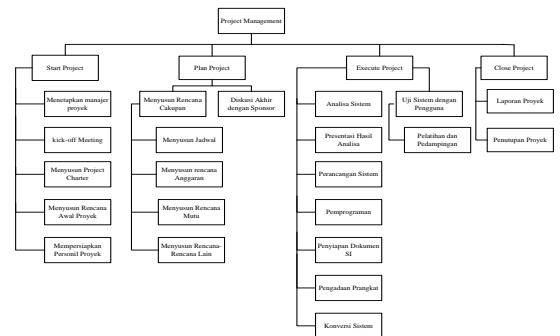 Project Management
Start Project
Plan Project
Execute Project
Close Project
Menetapkan manajer
proyek
kick-off Meeting
Menyusun Project
Charter
Menyusun Rencana
Awal Proyek
Mempersiapkan
Personil Proyek
Menyusun Rencana
Cakupan
Diskusi Akhir
dengan Sponsor
Menyusun Jadwal
Menyusun rencana
Anggaran
Menyusun Rencana
Mutu
Menyusun Rencana-
Rencana Lain
Analisa Sistem
Presentasi Hasil
Analisa
Perancangan Sistem
Pemprograman
Penyiapan Dokumen
SI
Pengadaan Prangkat
Konversi Sistem
Uji Sistem dengan
Pengguna
Pelatihan dan
Pedampingan
Laporan Proyek
Penutupan Proyek